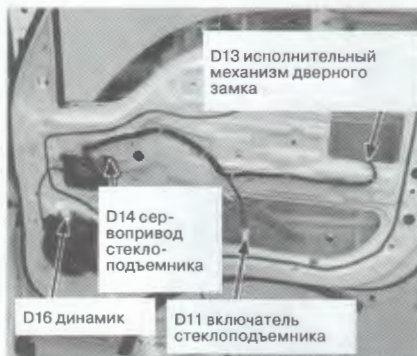 D13 исполнительный
механизм дверного
замка
D14 сер-
вопривод
стекло-
подъемника
D16 динамик
D11 включатель
стеклоподъемника